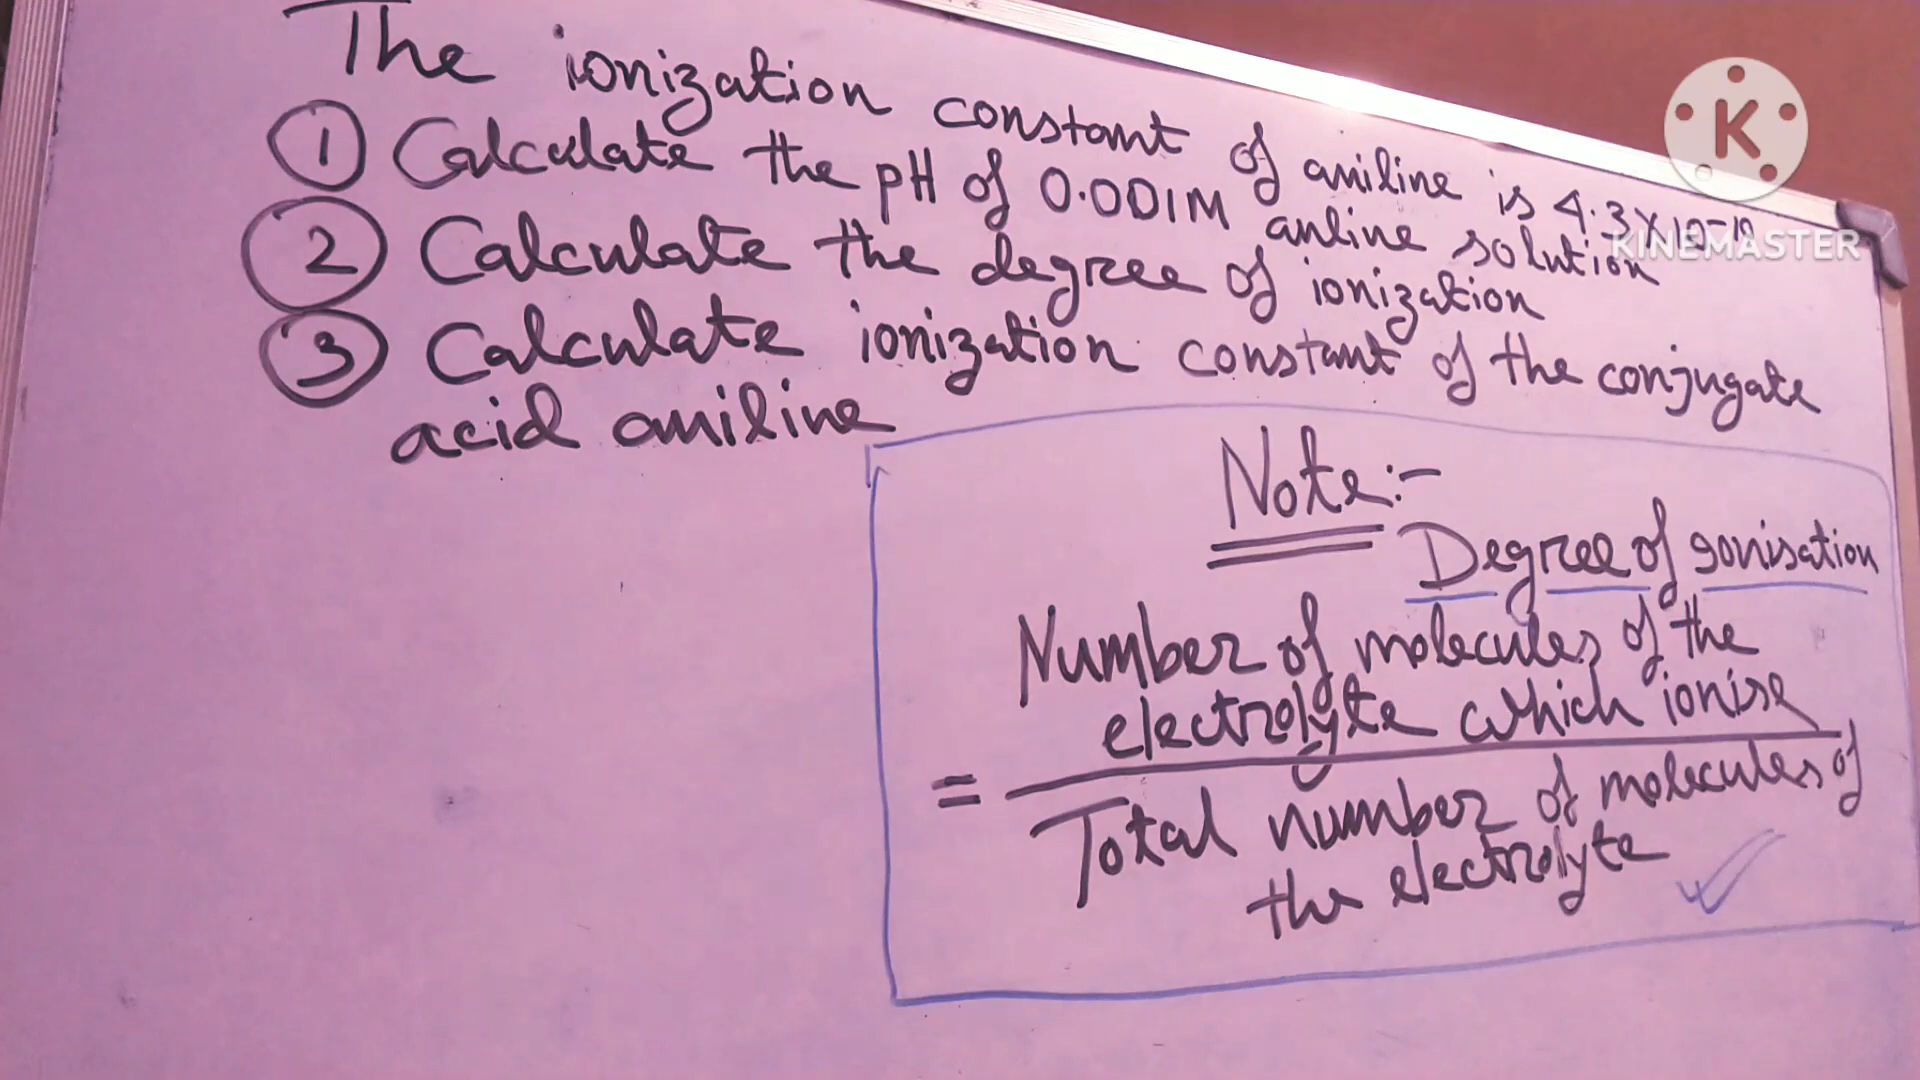 The ionization constant of aniline is 4.3×10-10
① Calculate the pH of 0.001M anline solution
② Calculate the degree of ionization
③ Calculate ionization constant of the conjugate
acid aniline
Note:-
Degree of gonisation
Number of molecules of the
electrolyte which ionise
=
Total number of molecules of
the electrolyte
K
KINEMASTER